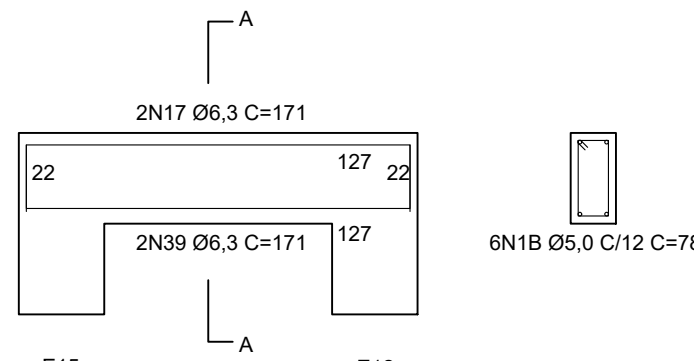 A
2N17 Ø6,3 C=171
22 127 22
2N39 Ø6,3 C=171 127
6N1B Ø5,0 C/12 C=78
A